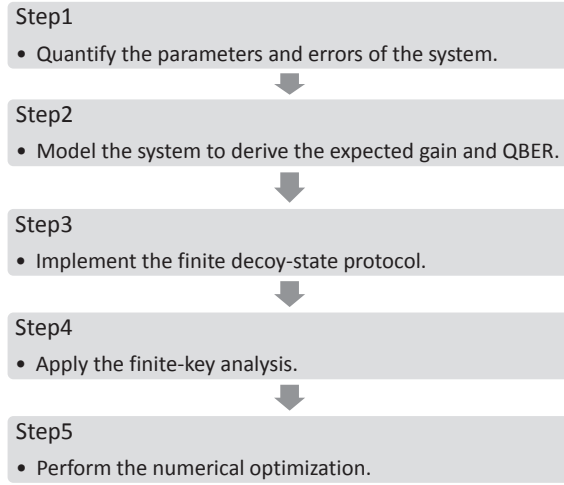 Step1
• Quantify the parameters and errors of the system.
Step2
• Model the system to derive the expected gain and QBER.
Step3
• Implement the finite decoy-state protocol.
Step4
• Apply the finite-key analysis.
Step5
• Perform the numerical optimization.